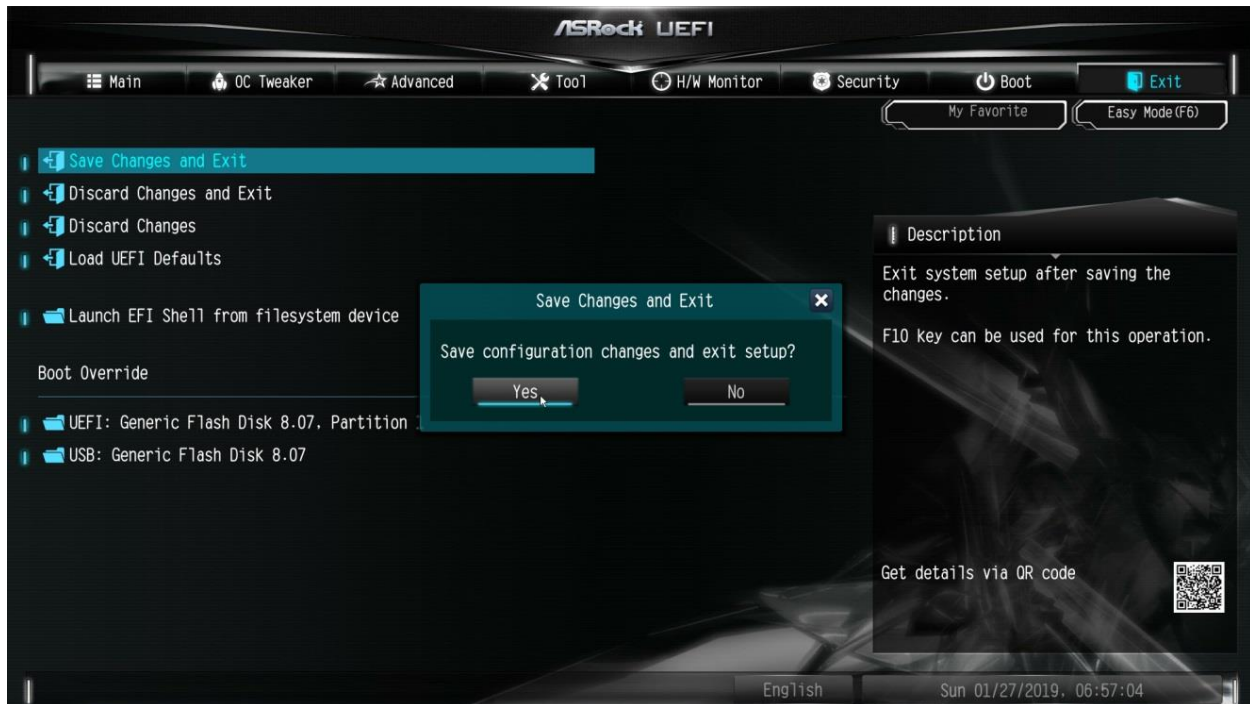 ASRock UEFI
Main
OC Tweaker
Advanced
Tool
H/W Monitor
Security
Boot
Exit
My Favorite
Easy Mode(F6)
Save Changes and Exit
Discard Changes and Exit
Discard Changes
Load UEFI Defaults
Launch EFI Shell from filesystem device
Boot Override
UEFI: Generic Flash Disk 8.07, Partition
USB: Generic Flash Disk 8.07
Save Changes and Exit
Save configuration changes and exit setup?
Yes
No
Description
Exit system setup after saving the
changes.
F10 key can be used for this operation.
Get details via QR code
English
Sun 01/27/2019, 06:57:04